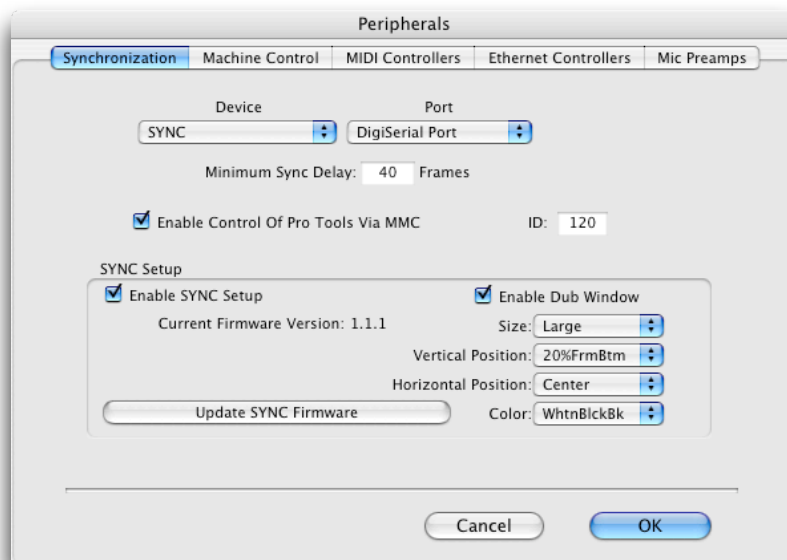 Peripherals
Synchronization Machine Control MIDI Controllers Ethernet Controllers Mic Preamps
Device Port
SYNC DigiSerial Port
Minimum Sync Delay: 40 Frames
Enable Control Of Pro Tools Via MMC ID: 120
SYNC Setup
Enable SYNC Setup Enable Dub Window
Current Firmware Version: 1.1.1 Size: Large
Vertical Position: 20%FrmBtm
Horizontal Position: Center
Update SYNC Firmware Color: WhtnBlckBk
Cancel OK